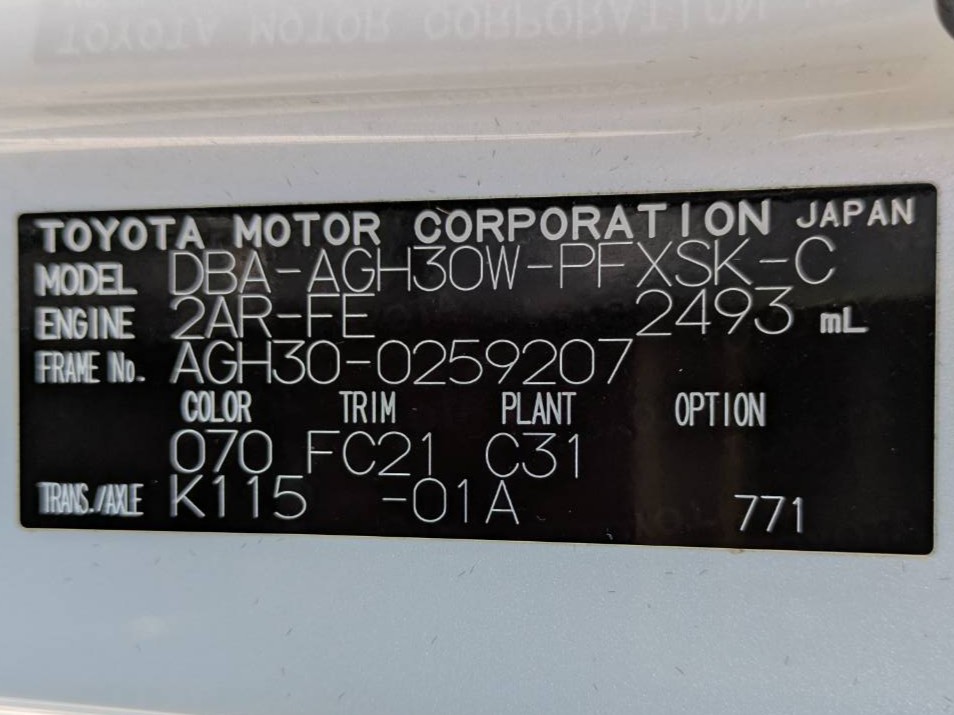 TOYOTA MOTOR CORPORATION JAPAN
MODEL DBA-AGH30W-PFXSK-C
ENGINE 2AR-FE 2493 mL
FRAME No. AGH30-0259207
COLOR TRIM PLANT OPTION
070 FC21 C31
TRANS./AXLE K115 -01A 771